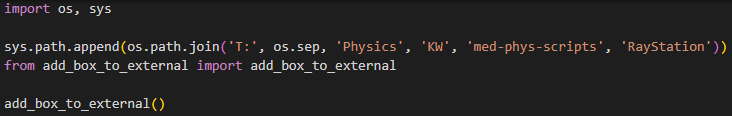 import os, sys
sys.path.append(os.path.join('T:', os.sep, 'Physics', 'KW', 'med-phys-scripts', 'RayStation'))
from add_box_to_external import add_box_to_external
add_box_to_external()